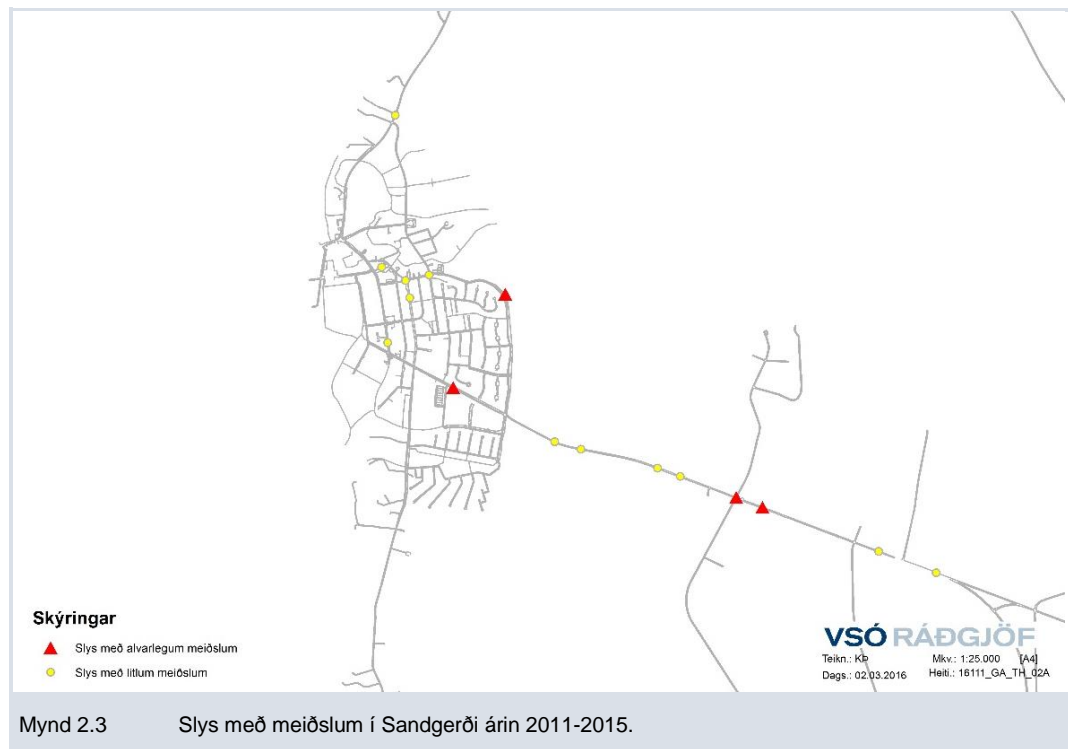 Skýringar
Slys með alvarlegum meiðslum
Slys með litlum meiðslum
VSÓ RÁÐGJÖF
Teikn.: KÞ Mkv.: 1:25.000 [A4]
Dags.: 02.03.2016 Heiti.: 16111_GA_TH_02A
Mynd 2.3 Slys með meiðslum í Sandgerði árin 2011-2015.